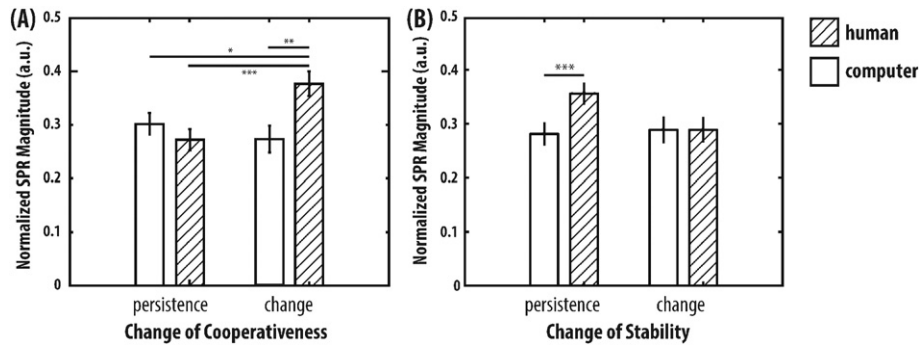 (A)
Normalized SPR Magnitude (a.u.)
0.5
0.4
0.3
0.2
0.1
0
*
**
***
persistence change
Change of Cooperativeness
(B)
Normalized SPR Magnitude (a.u.)
0.5
0.4
0.3
0.2
0.1
0
***
persistence change
Change of Stability
human
computer